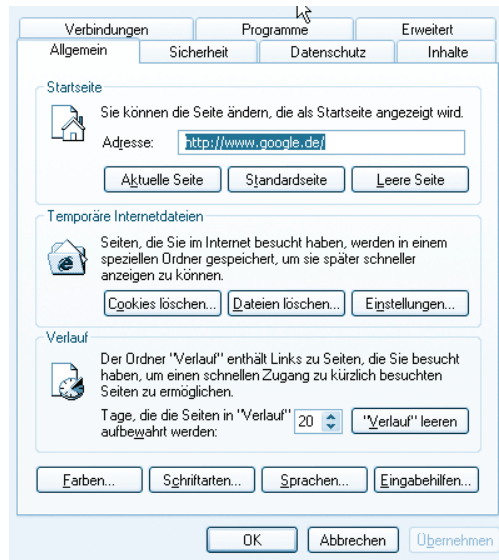 Verbindungen Programme Erweitert
Allgemein Sicherheit Datenschutz Inhalte
Startseite
Sie können die Seite ändern, die als Startseite angezeigt wird.
Adresse: http://www.google.de/
Aktuelle Seite Standardseite Leere Seite
Temporäre Internetdateien
Seiten, die Sie im Internet besucht haben, werden in einem
speziellen Ordner gespeichert, um sie später schneller
anzeigen zu können.
Cookies löschen... Dateien löschen... Einstellungen...
Verlauf
Der Ordner "Verlauf" enthält Links zu Seiten, die Sie besucht
haben, um einen schnellen Zugang zu kürzlich besuchten
Seiten zu ermöglichen.
Tage, die die Seiten in "Verlauf" 20 "Verlauf" leeren
aufbewahrt werden:
Farben... Schriftarten... Sprachen... Eingabehilfen...
OK Abbrechen Übernehmen